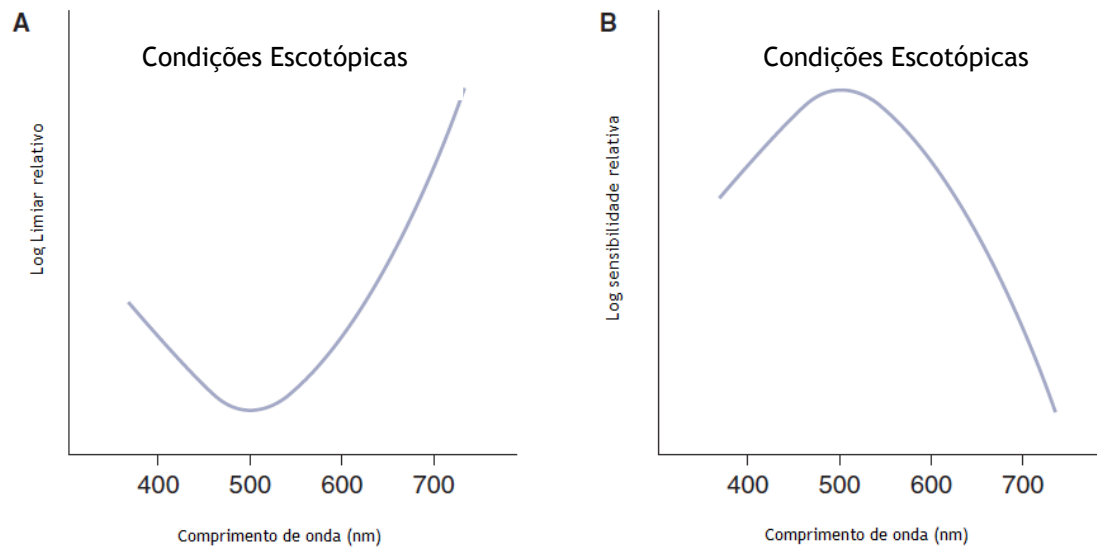 A
Condições Escotópicas
Log Limiar relativo
400 500 600 700
Comprimento de onda (nm)
B
Condições Escotópicas
Log sensibilidade relativa
400 500 600 700
Comprimento de onda (nm)